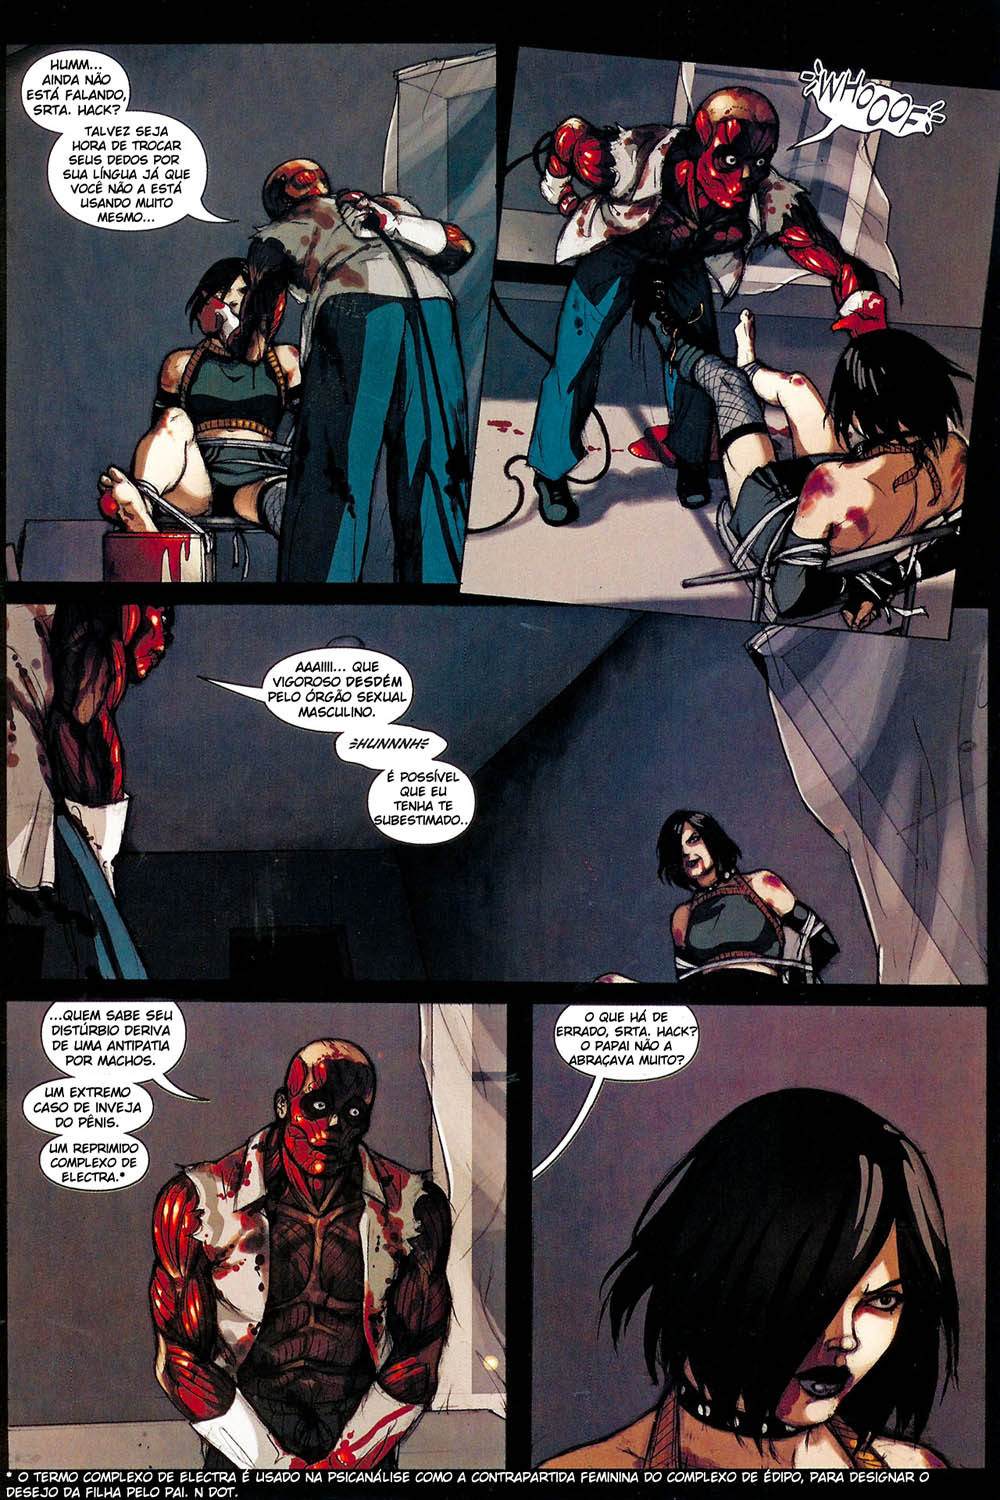 HUMM...
AINDA NÃO
ESTÁ FALANDO,
SRTA. HACK?
TALVEZ SEJA
HORA DE TROCAR
SEUS DEDOS POR
SUA LÍNGUA JÁ QUE
VOCÊ NÃO A ESTÁ
USANDO MUITO
MESMO...
WHOOOF
AAAIIII... QUE
VIGOROSO DESDÉM
PELO ÓRGÃO SEXUAL
MASCULINO.
HUNNNH
É POSSÍVEL
QUE EU
TENHA TE
SUBESTIMADO..
...QUEM SABE SEU
DISTÚRBIO DERIVA
DE UMA ANTIPATIA
POR MACHOS.
UM EXTREMO
CASO DE INVEJA
DO PÊNIS.
UM REPRIMIDO
COMPLEXO DE
ELECTRA.*
O QUE HÁ DE
ERRADO, SRTA. HACK?
O PAPAI NÃO A
ABRAÇAVA MUITO?
* O TERMO COMPLEXO DE ELECTRA É USADO NA PSICANÁLISE COMO A CONTRAPARTIDA FEMININA DO COMPLEXO DE ÉDIPO, PARA DESIGNAR O
DESEJO DA FILHA PELO PAI. N DOT.